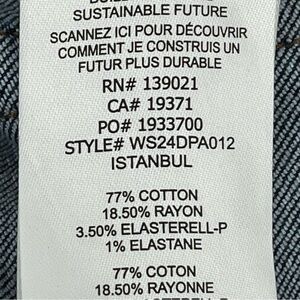 SUSTAINABLE FUTURE
SCANNEZ ICI POUR DÉCOUVRIR
COMMENT JE CONSTRUIS UN
FUTUR PLUS DURABLE
RN# 139021
CA# 19371
PO# 1933700
STYLE# WS24DPA012
ISTANBUL
77% COTTON
18.50% RAYON
3.50% ELASTERELL-P
1% ELASTANE
77% COTON
18.50% RAYONNE